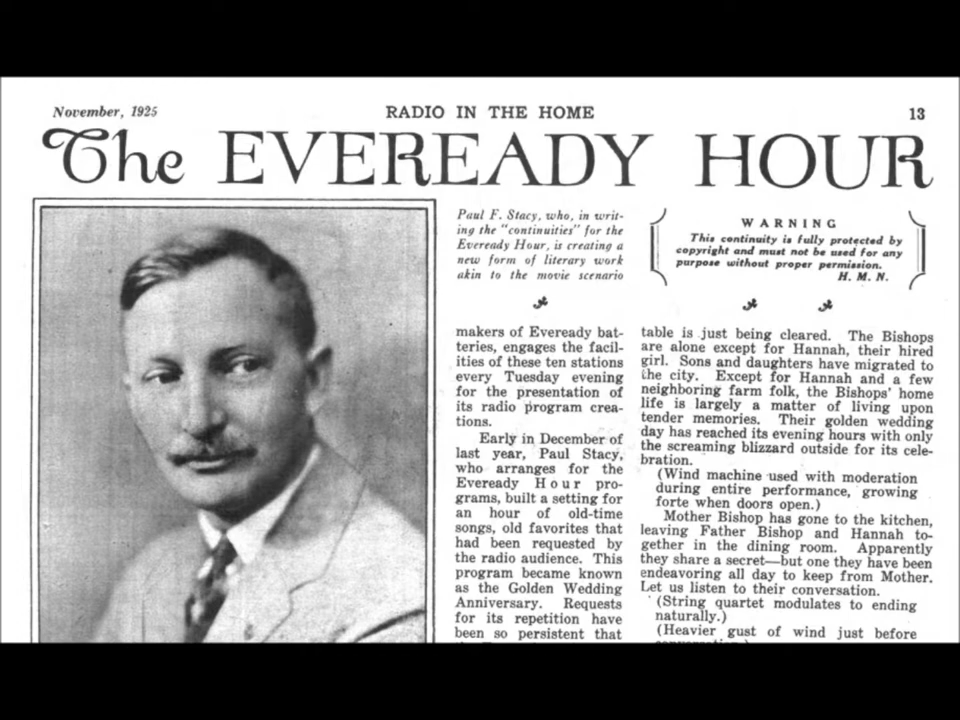 November, 1925
RADIO IN THE HOME
13
The EVEREADY HOUR
Paul F. Stacy, who, in writ-
ing the "continuities" for the
Eveready Hour, is creating a
new form of literary work
akin to the movie scenario
WARNING
This continuity is fully protected by
copyright and must not be used for any
purpose without proper permission.
H. M. N.
makers of Eveready bat-
teries, engages the facil-
ities of these ten stations
every Tuesday evening
for the presentation of
its radio program crea-
tions.
Early in December of
last year, Paul Stacy,
who arranges for the
Eveready Hour pro-
grams, built a setting for
an hour of old-time
songs, old favorites that
had been requested by
the radio audience. This
program became known
as the Golden Wedding
Anniversary. Requests
for its repetition have
been so persistent that
table is just being cleared. The Bishops
are alone except for Hannah, their hired
girl. Sons and daughters have migrated to
the city. Except for Hannah and a few
neighboring farm folk, the Bishops' home
life is largely a matter of living upon
tender memories. Their golden wedding
day has reached its evening hours with only
the screaming blizzard outside for its cele-
bration.
(Wind machine used with moderation
during entire performance, growing
forte when doors open.)
Mother Bishop has gone to the kitchen,
leaving Father Bishop and Hannah to-
gether in the dining room. Apparently
they share a secret—but one they have been
endeavoring all day to keep from Mother.
Let us listen to their conversation.
(String quartet modulates to ending
naturally.)
(Heavier gust of wind just before